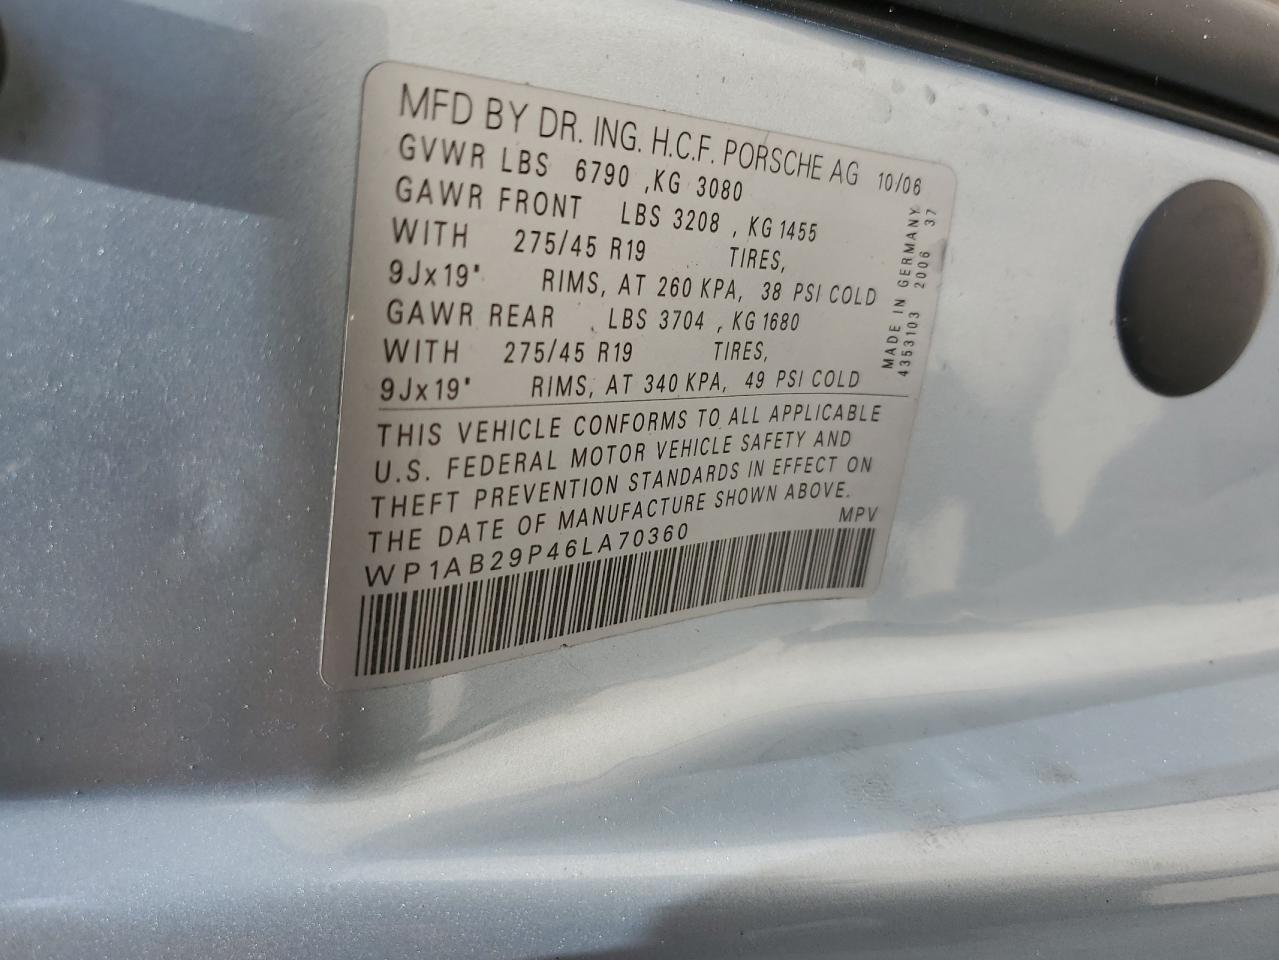 MFD BY DR. ING. H.C.F. PORSCHE AG 10/06
GVWR LBS 6790 ,KG 3080
GAWR FRONT LBS 3208 , KG 1455
WITH 275/45 R19 TIRES,
9Jx19" RIMS, AT 260 KPA, 38 PSI COLD
GAWR REAR LBS 3704 , KG 1680
WITH 275/45 R19 TIRES,
9Jx19" RIMS, AT 340 KPA, 49 PSI COLD
MADE IN GERMANY
4353103 2006 37
THIS VEHICLE CONFORMS TO ALL APPLICABLE
U.S. FEDERAL MOTOR VEHICLE SAFETY AND
THEFT PREVENTION STANDARDS IN EFFECT ON
THE DATE OF MANUFACTURE SHOWN ABOVE.
WP1AB29P46LA70360 MPV